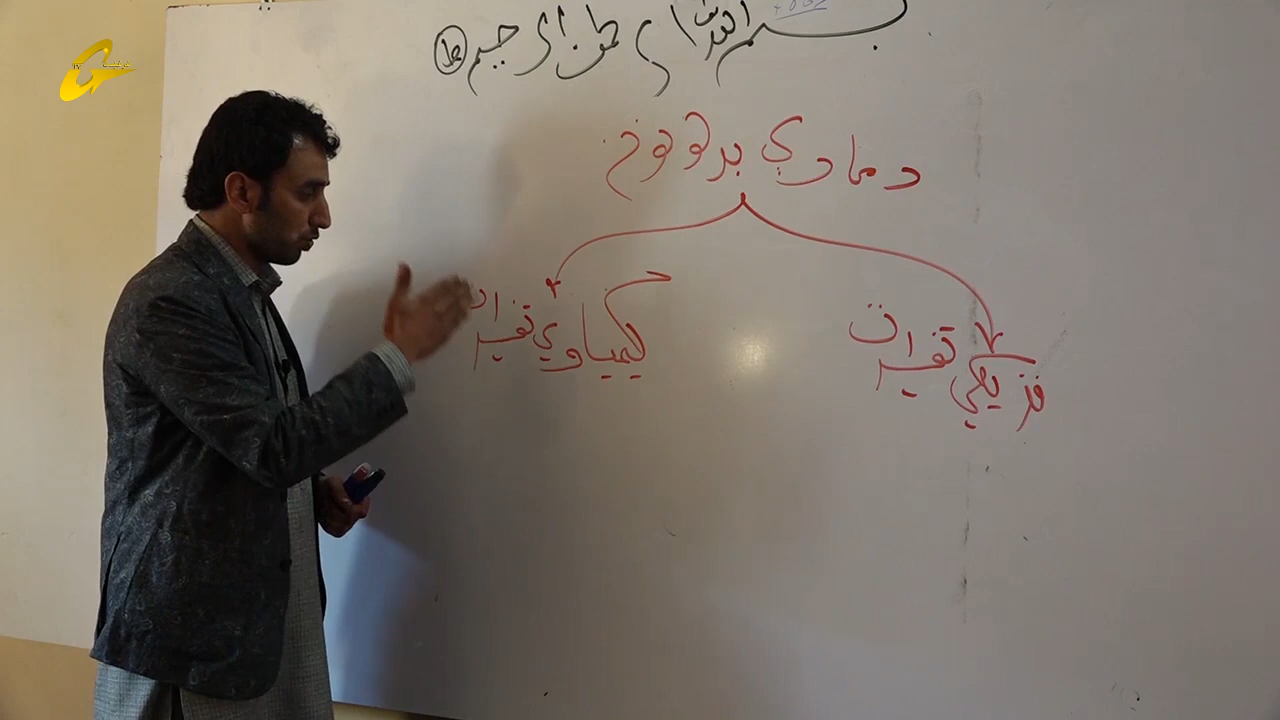 بسم الله الرحمن الرحیم
د مادې بدلونونه
فزیکي تغیرات
کیمیاوي تغیرات